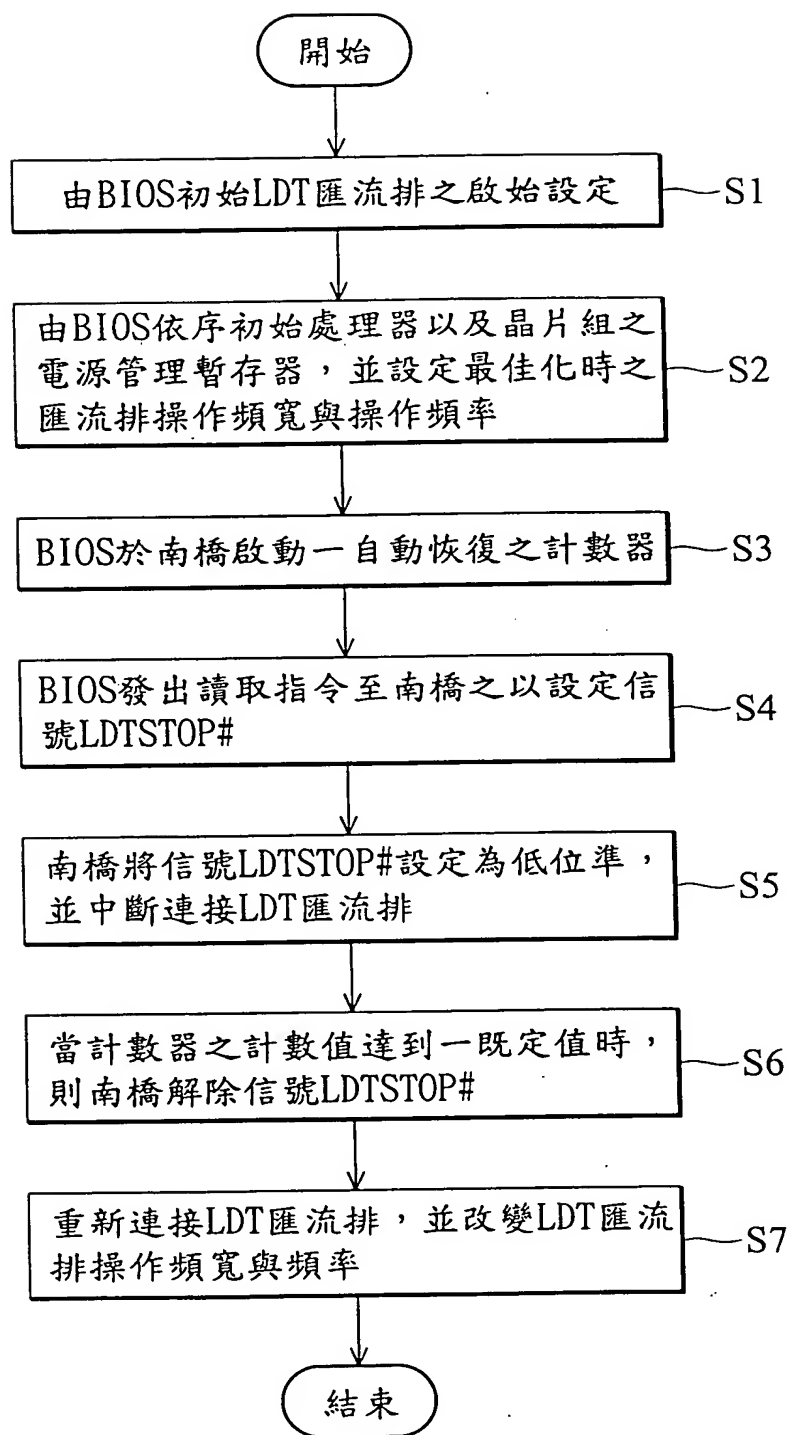 開始
由BIOS初始LDT匯流排之啟始設定
S1
由BIOS依序初始處理器以及晶片組之
電源管理暫存器，並設定最佳化時之
匯流排操作頻寬與操作頻率
S2
BIOS於南橋啟動一自動恢復之計數器
S3
BIOS發出讀取指令至南橋之以設定信
號LDTSTOP#
S4
南橋將信號LDTSTOP#設定為低位準，
並中斷連接LDT匯流排
S5
當計數器之計數值達到一既定值時，
則南橋解除信號LDTSTOP#
S6
重新連接LDT匯流排，並改變LDT匯流
排操作頻寬與頻率
S7
結束